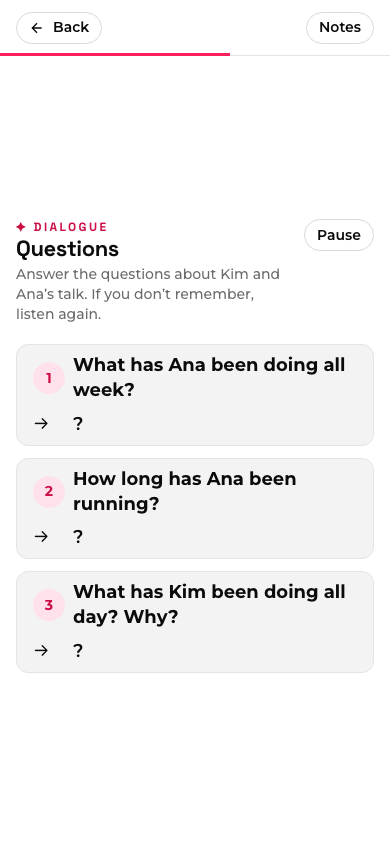 ← Back
Notes
✦ DIALOGUE
Questions
Pause
Answer the questions about Kim and
Ana’s talk. If you don’t remember,
listen again.
1
What has Ana been doing all
week?
→ ?
2
How long has Ana been
running?
→ ?
3
What has Kim been doing all
day? Why?
→ ?